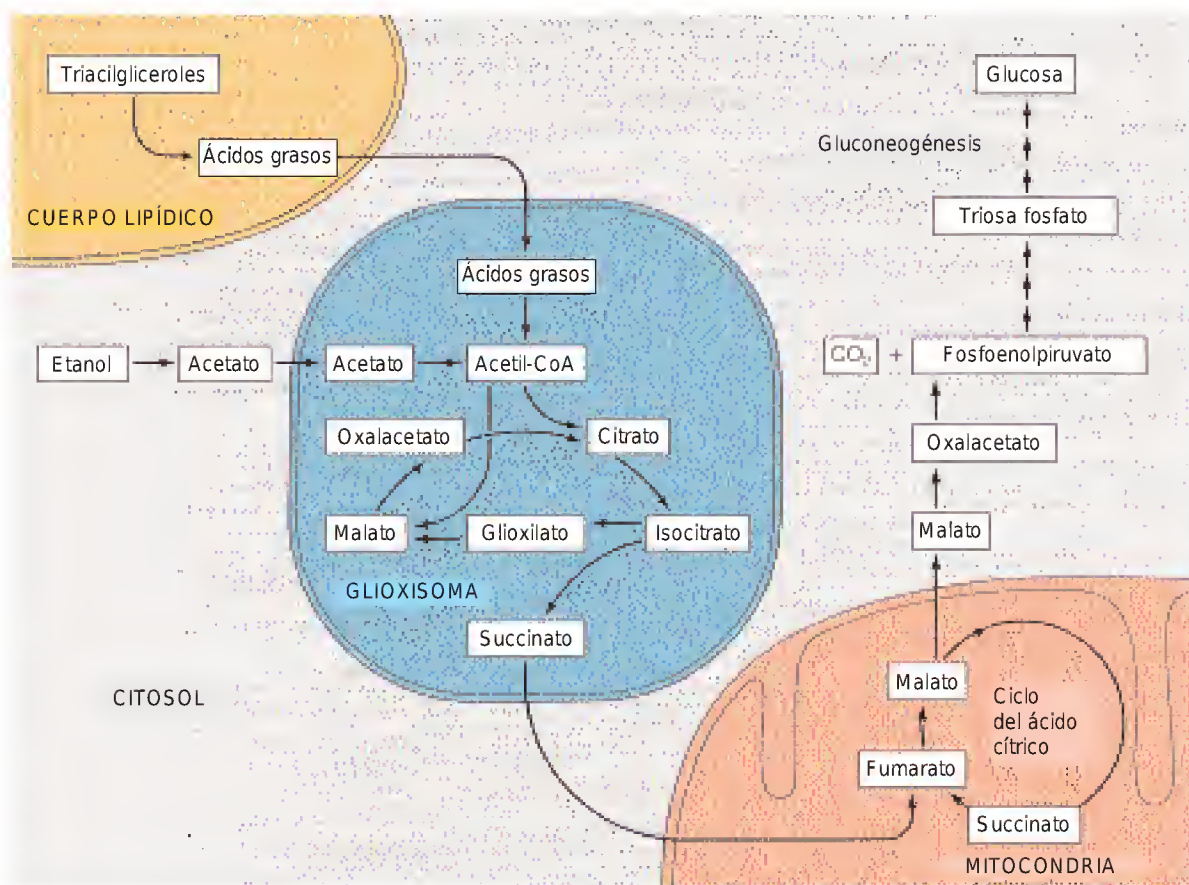 Triacilgliceroles
Ácidos grasos
CUERPO LIPÍDICO
Glucosa
Gluconeogénesis
Triosa fosfato
CO₂ + Fosfoenolpiruvato
Oxalacetato
Malato
Ácidos grasos
Etanol
Acetato
Acetato
Acetil-CoA
Oxalacetato
Citrato
Malato
Glioxilato
Isocitrato
GLIOXISOMA
Succinato
CITOSOL
Malato
Ciclo
del ácido
cítrico
Fumarato
Succinato
MITOCONDRIA